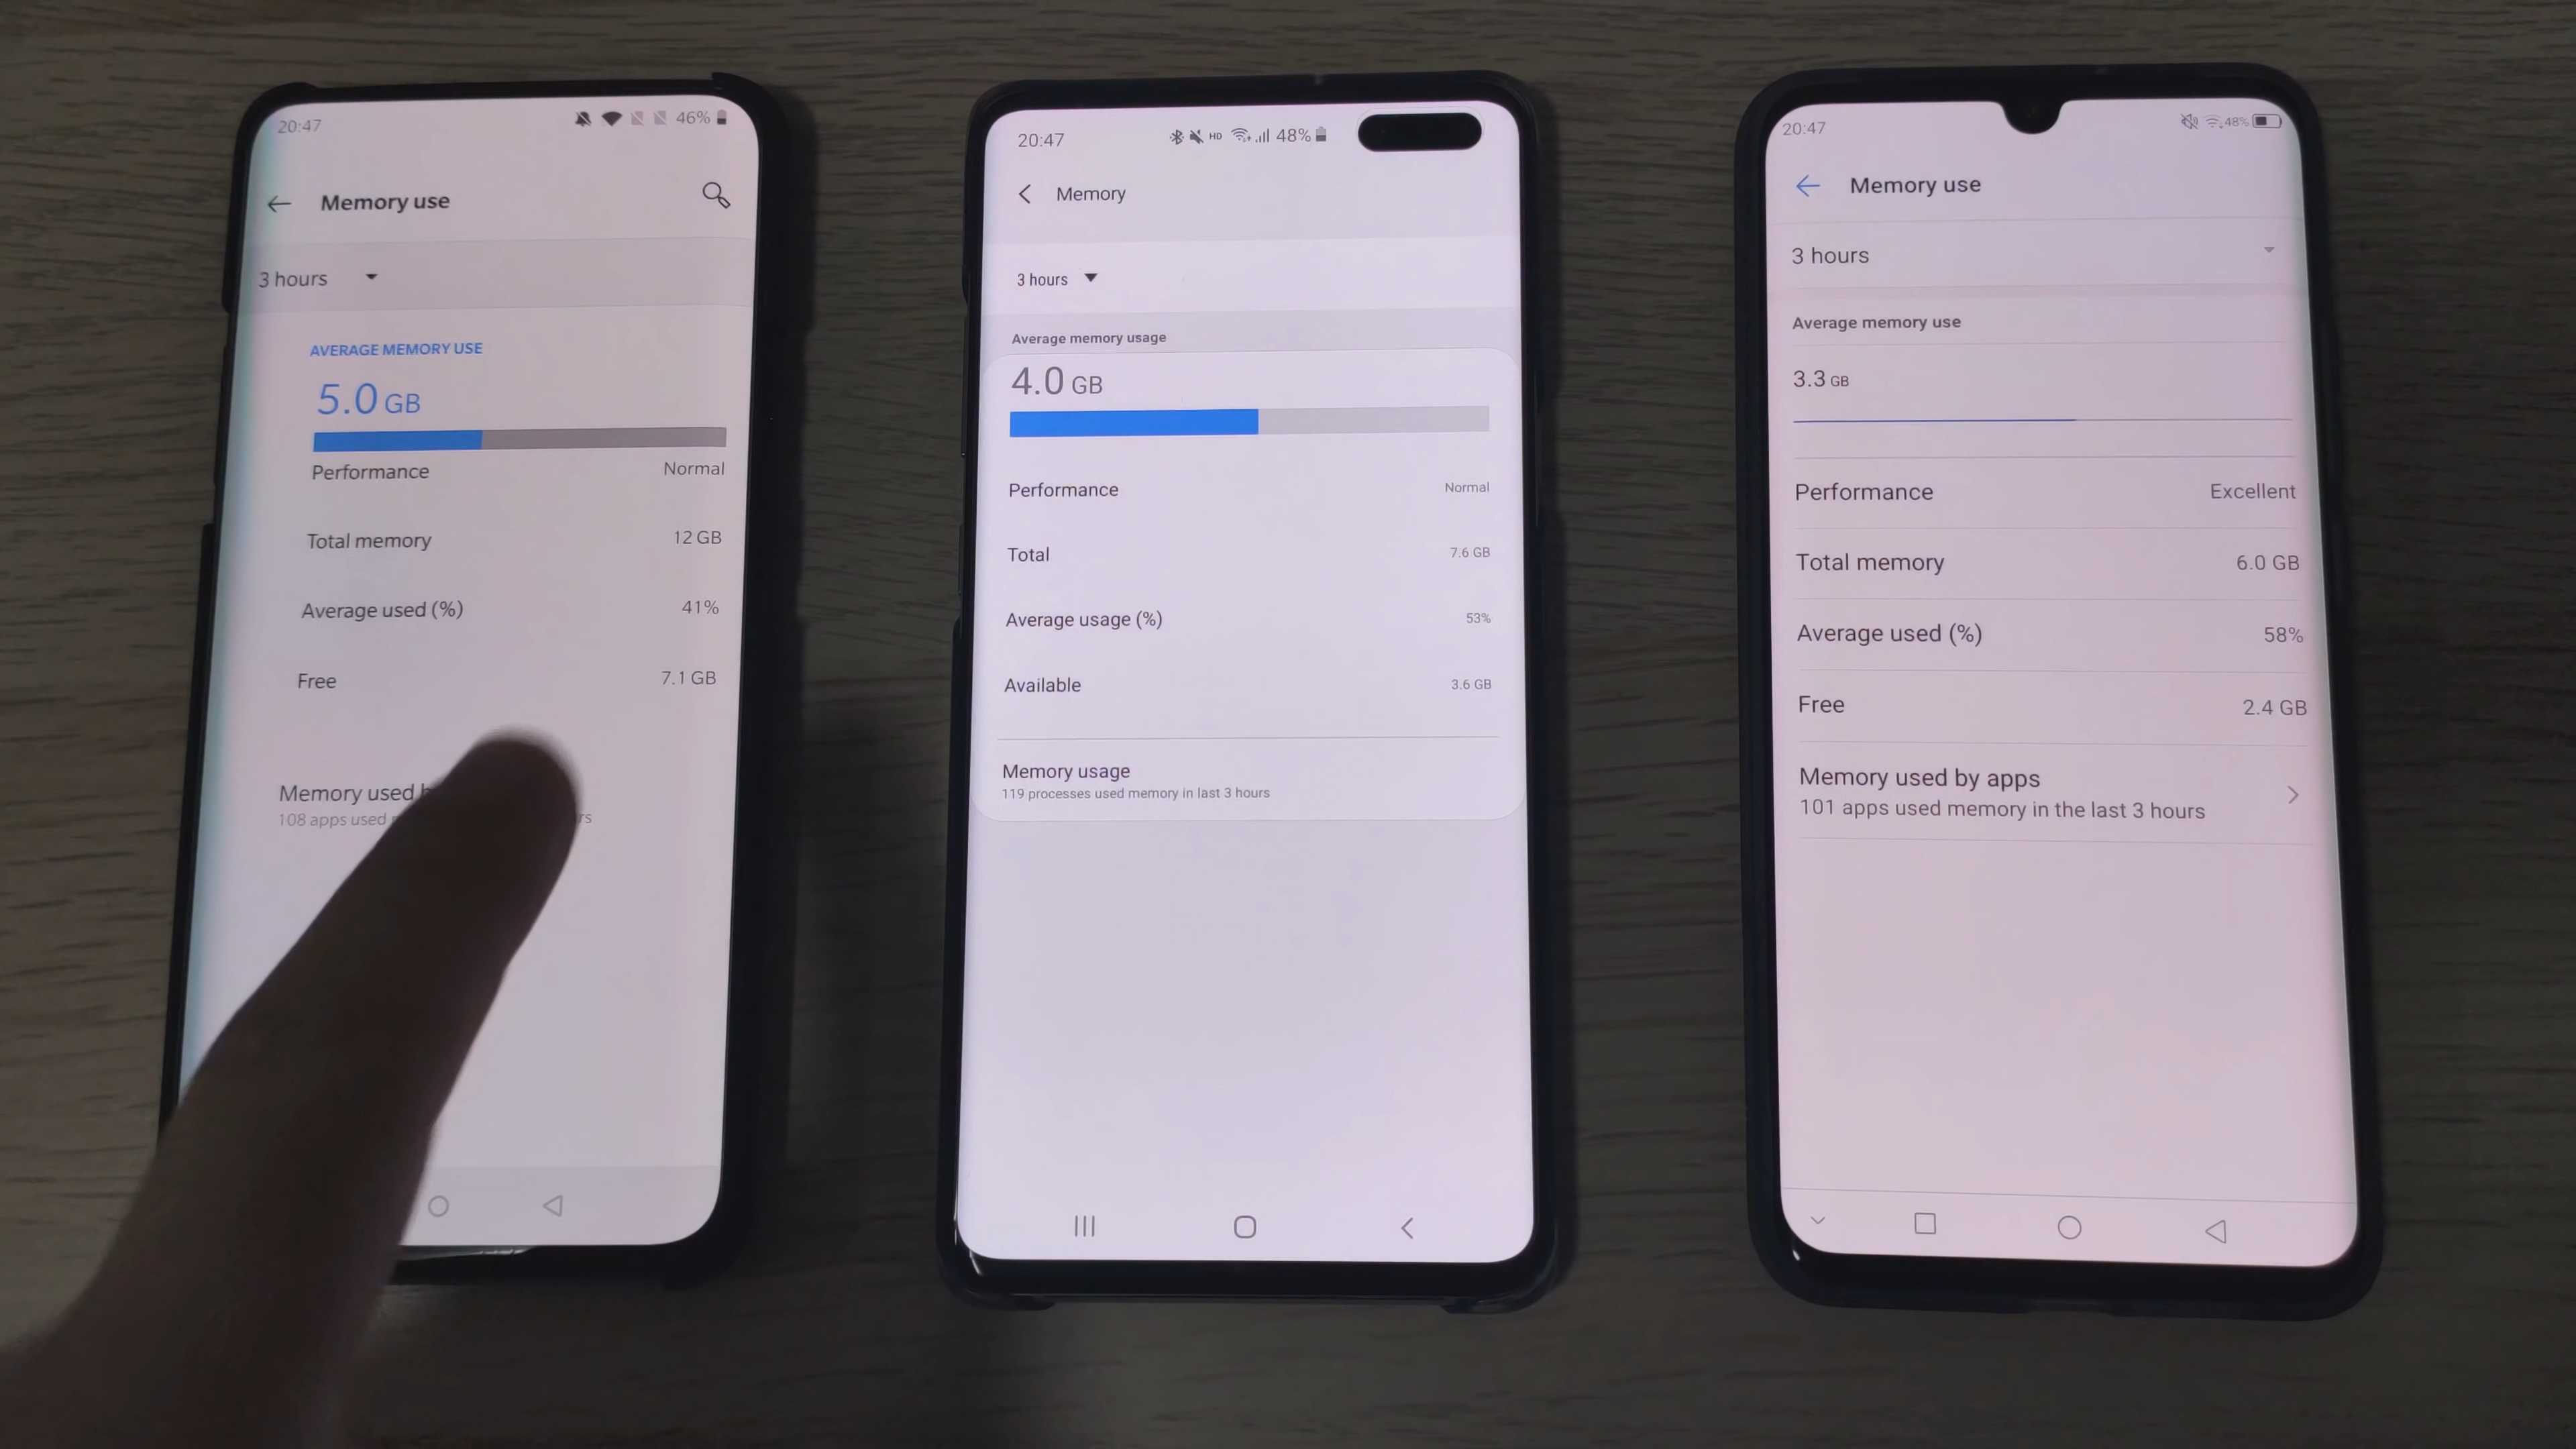 20:47
46%
Memory use
3 hours
AVERAGE MEMORY USE
5.0 GB
Performance Normal
Total memory 12 GB
Average used (%) 41%
Free 7.1 GB
Memory used
108 apps used
20:47
HD 48%
Memory
3 hours
Average memory usage
4.0 GB
Performance Normal
Total 7.6 GB
Average usage (%) 53%
Available 3.6 GB
Memory usage
119 processes used memory in last 3 hours
20:47
48%
Memory use
3 hours
Average memory use
3.3 GB
Performance Excellent
Total memory 6.0 GB
Average used (%) 58%
Free 2.4 GB
Memory used by apps
101 apps used memory in the last 3 hours